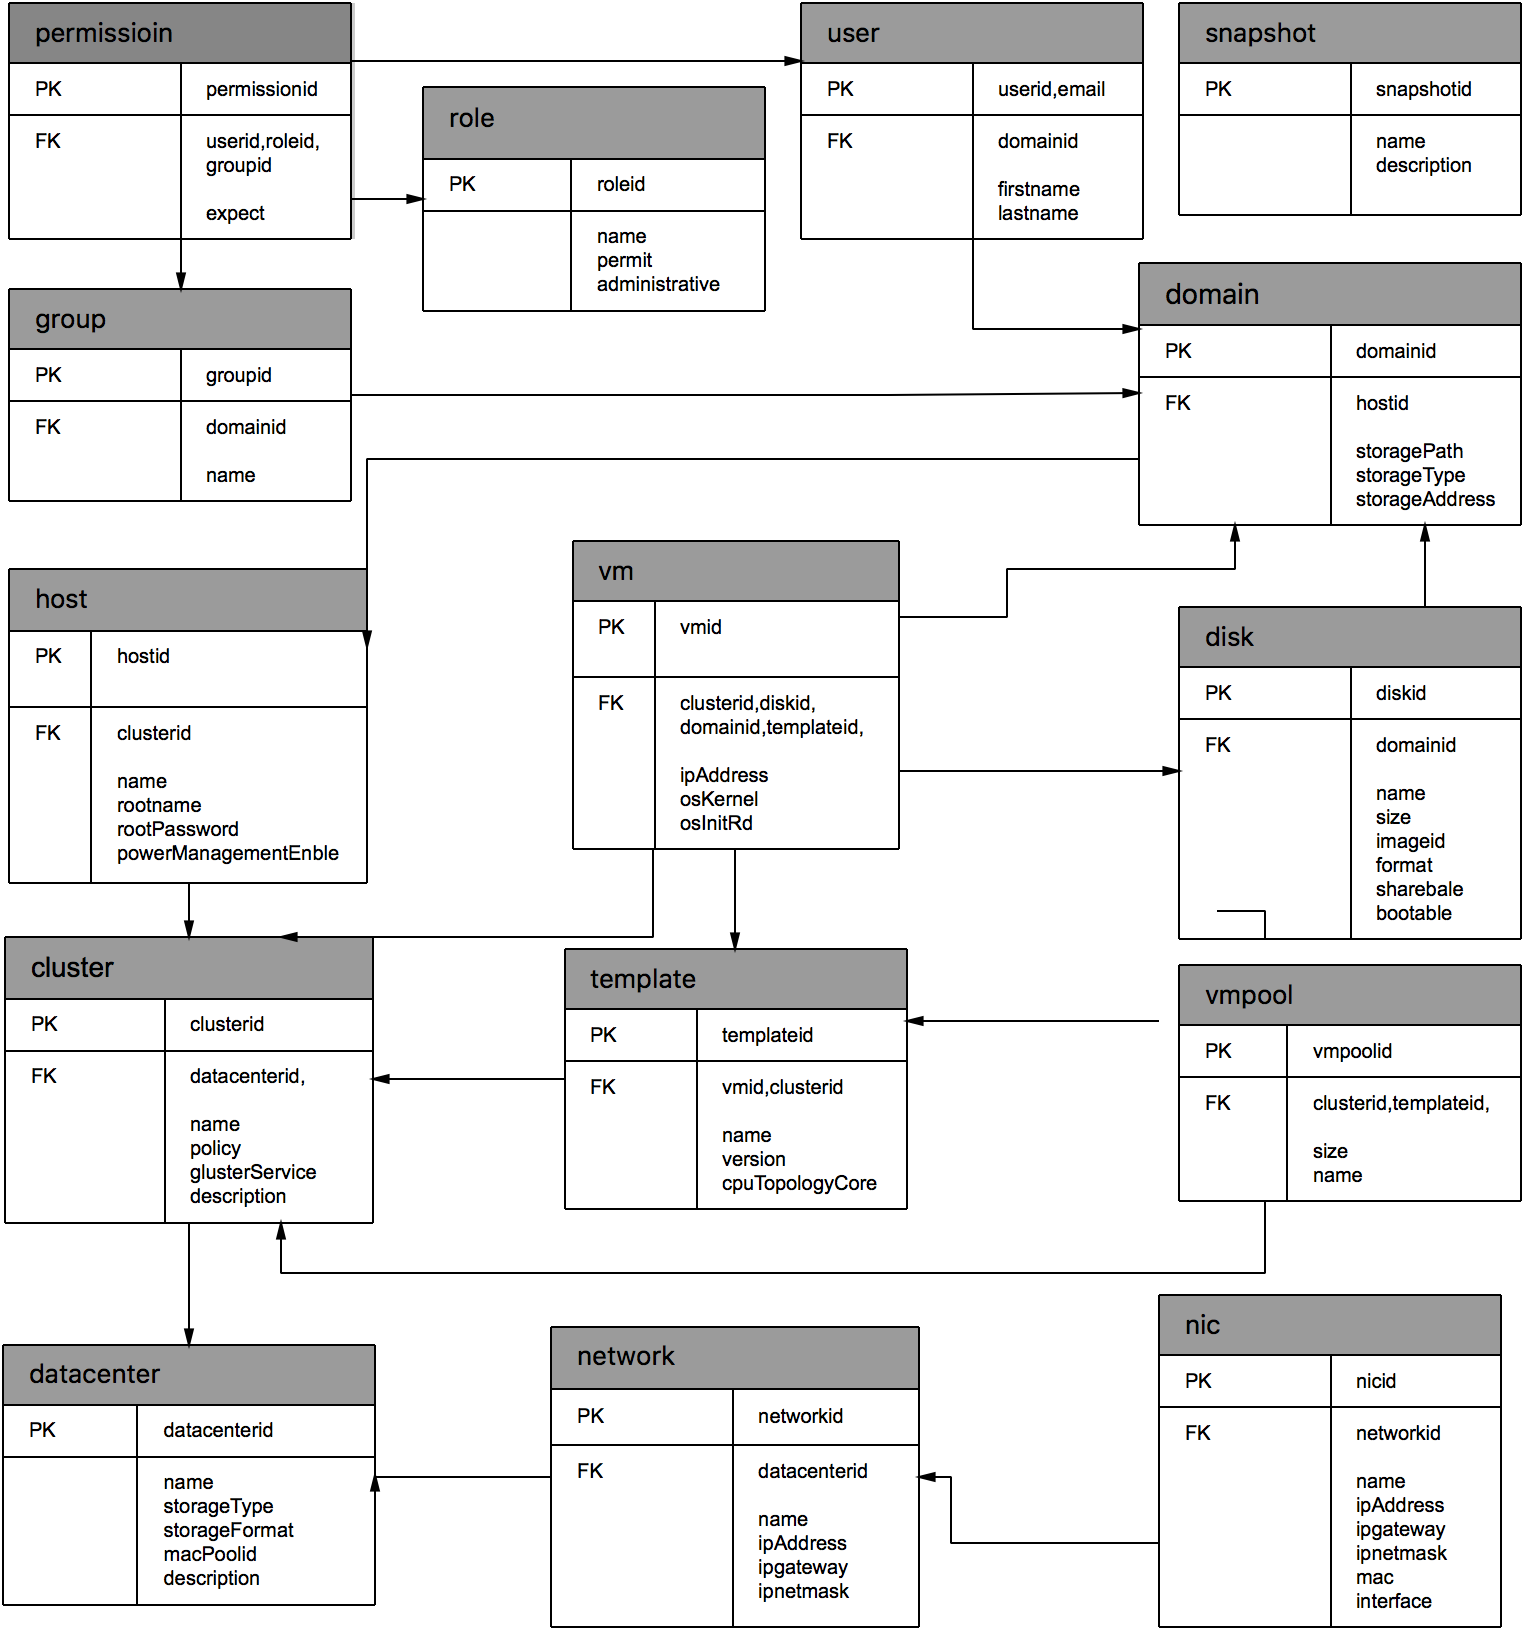 permissioin
PK permissionid
FK userid,roleid,
groupid
expect
role
PK roleid
name
permit
administrative
user
PK userid,email
FK domainid
firstname
lastname
snapshot
PK snapshotid
name
description
group
PK groupid
FK domainid
name
domain
PK domainid
FK hostid
storagePath
storageType
storageAddress
host
PK hostid
FK clusterid
name
rootname
rootPassword
powerManagementEnble
vm
PK vmid
FK clusterid,diskid,
domainid,templateid,
ipAddress
osKernel
osInitRd
disk
PK diskid
FK domainid
name
size
imageid
format
sharebale
bootable
cluster
PK clusterid
FK datacenterid,
name
policy
glusterService
description
template
PK templateid
FK vmid,clusterid
name
version
cpuTopologyCore
vmpool
PK vmpoolid
FK clusterid,templateid,
size
name
datacenter
PK datacenterid
name
storageType
storageFormat
macPoolid
description
network
PK networkid
FK datacenterid
name
ipAddress
ipgateway
ipnetmask
nic
PK nicid
FK networkid
name
ipAddress
ipgateway
ipnetmask
mac
interface